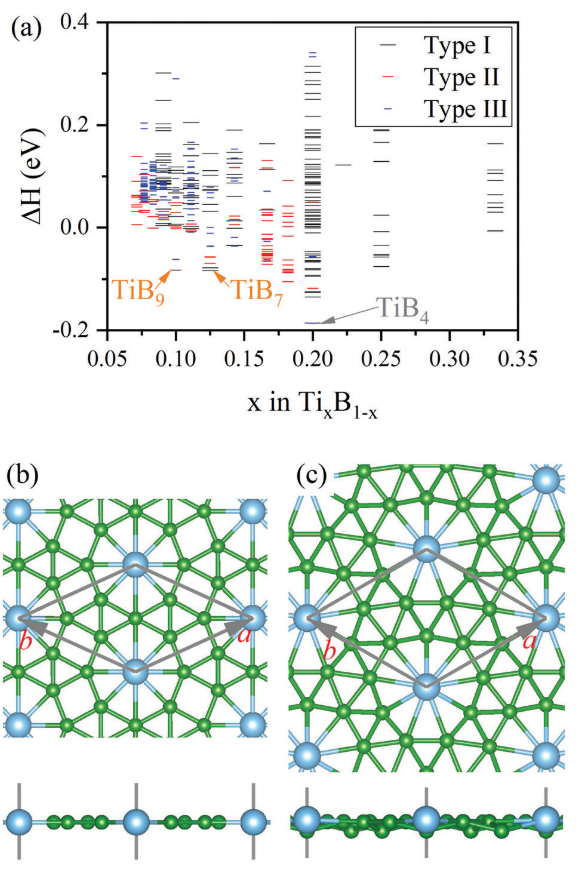 (a)
Type I
Type II
Type III
ΔH (eV)
0.4
0.2
0.0
-0.2
TiB₉
TiB₇
TiB₄
0.05 0.10 0.15 0.20 0.25 0.30 0.35
x in TiₓB₁₋ₓ
(b)
(c)
b
a
b
a